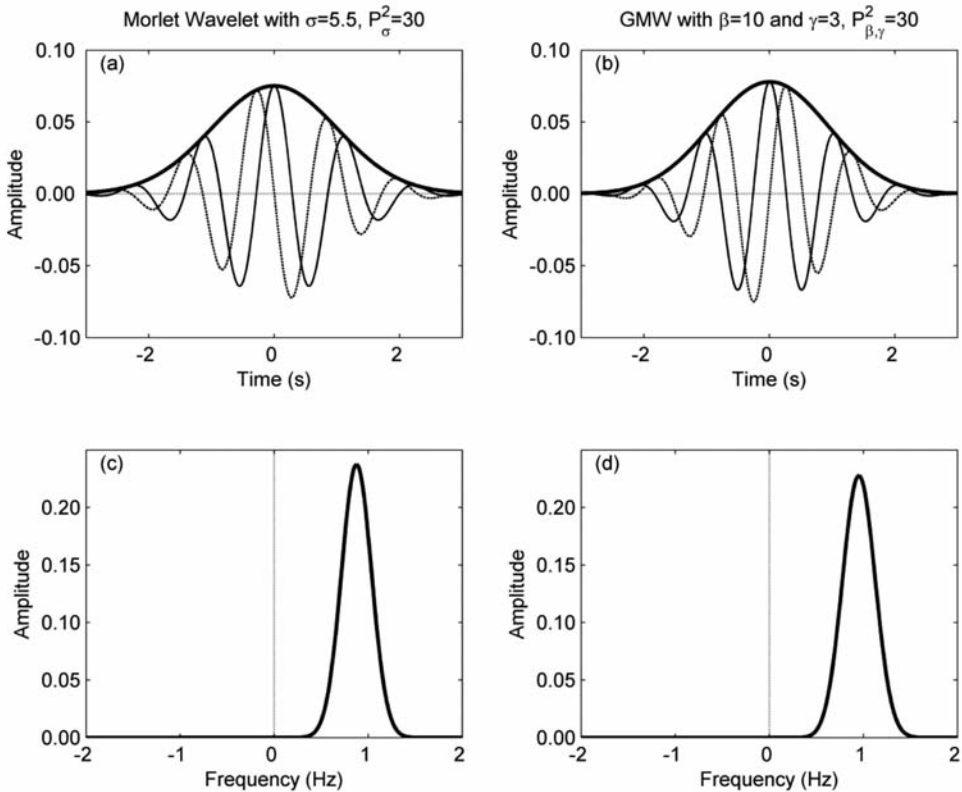 Morlet Wavelet with σ=5.5, P²σ=30
GMW with β=10 and γ=3, P²β,γ=30
(a)
0.10
0.05
0.00
-0.05
-0.10
Amplitude
-2
0
2
Time (s)
(b)
0.10
0.05
0.00
-0.05
-0.10
Amplitude
-2
0
2
Time (s)
(c)
0.20
0.15
0.10
0.05
0.00
Amplitude
-2
-1
0
1
2
Frequency (Hz)
(d)
0.20
0.15
0.10
0.05
0.00
Amplitude
-2
-1
0
1
2
Frequency (Hz)